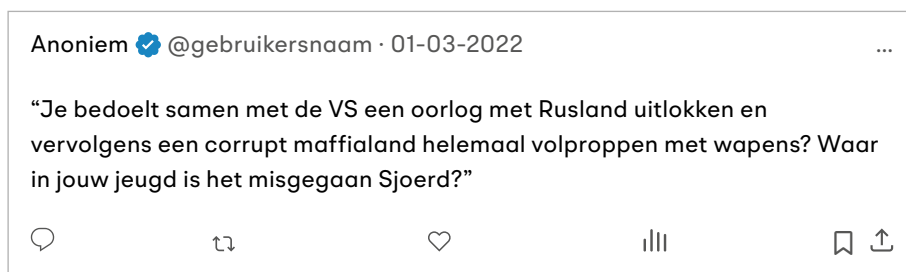 Anoniem @gebruikersnaam · 01-03-2022 ...
“Je bedoelt samen met de VS een oorlog met Rusland uitlokken en
vervolgens een corrupt maffialand helemaal volproppen met wapens? Waar
in jouw jeugd is het misgegaan Sjoerd?”